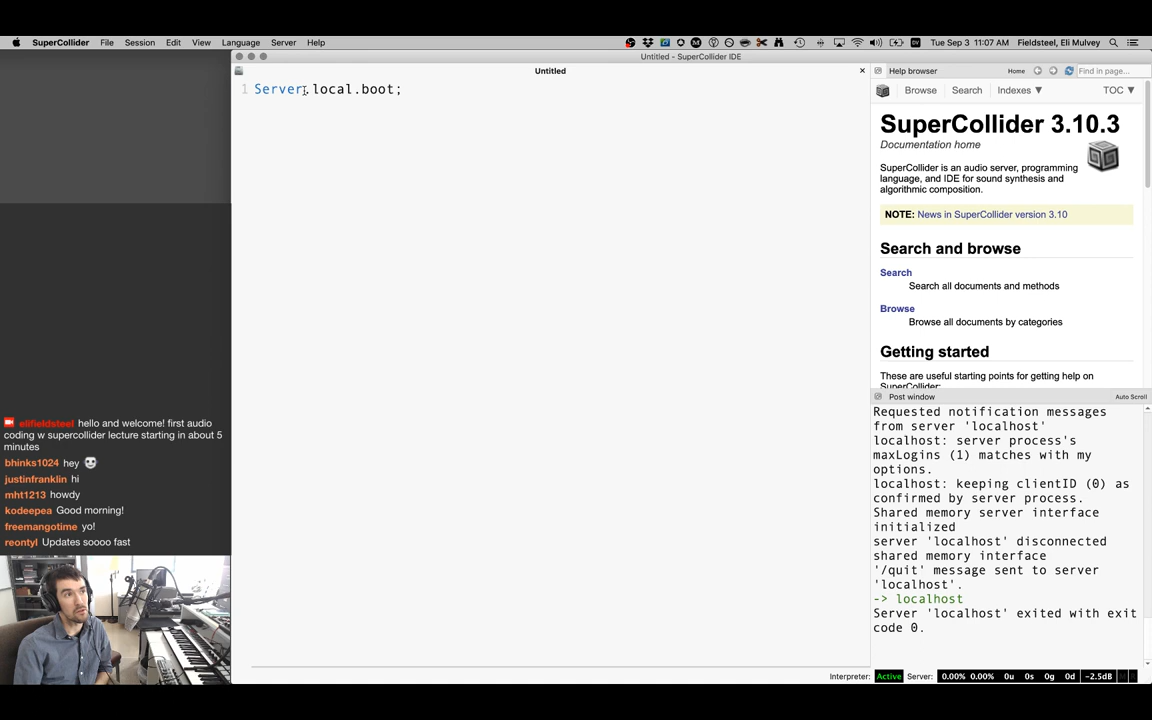 SuperCollider File Session Edit View Language Server Help
Tue Sep 3 11:07 AM Fieldsteel, Eli Mulvey
Untitled - SuperCollider IDE
Untitled
1 Server.local.boot;
Help browser Home Find in page...
Browse Search Indexes ▼ TOC ▼
SuperCollider 3.10.3
Documentation home
SuperCollider is an audio server, programming
language, and IDE for sound synthesis and
algorithmic composition.
NOTE: News in SuperCollider version 3.10
Search and browse
Search
Search all documents and methods
Browse
Browse all documents by categories
Getting started
These are useful starting points for getting help on
SuperCollider:
Post window Auto Scroll
Requested notification messages
from server 'localhost'
localhost: server process's
maxLogins (1) matches with my
options.
localhost: keeping clientID (0) as
confirmed by server process.
Shared memory server interface
initialized
server 'localhost' disconnected
shared memory interface
'/quit' message sent to server
'localhost'.
-> localhost
Server 'localhost' exited with exit
code 0.
elifieldsteel hello and welcome! first audio
coding w supercollider lecture starting in about 5
minutes
bhinks1024 hey
justinfranklin hi
mht1213 howdy
kodeepea Good morning!
freemangotime yo!
reontyl Updates soooo fast
Interpreter: Active Server: 0.00% 0.00% 0u 0s 0g 0d -2.5dB